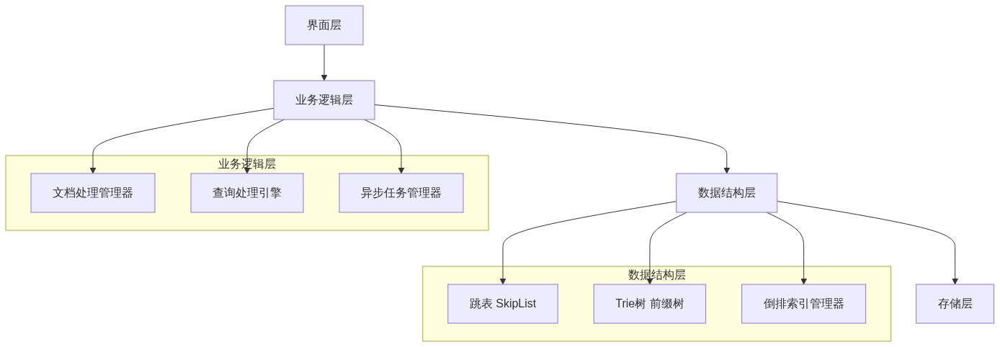 界面层
业务逻辑层
业务逻辑层
文档处理管理器
查询处理引擎
异步任务管理器
数据结构层
数据结构层
跳表 SkipList
Trie树 前缀树
倒排索引管理器
存储层